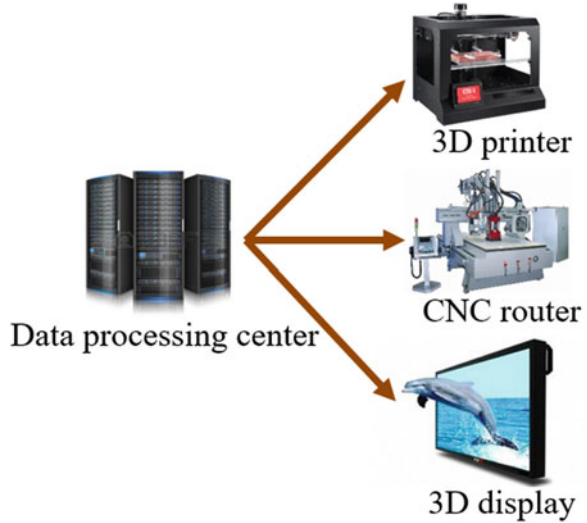 3D printer
CNC router
Data processing center
3D display